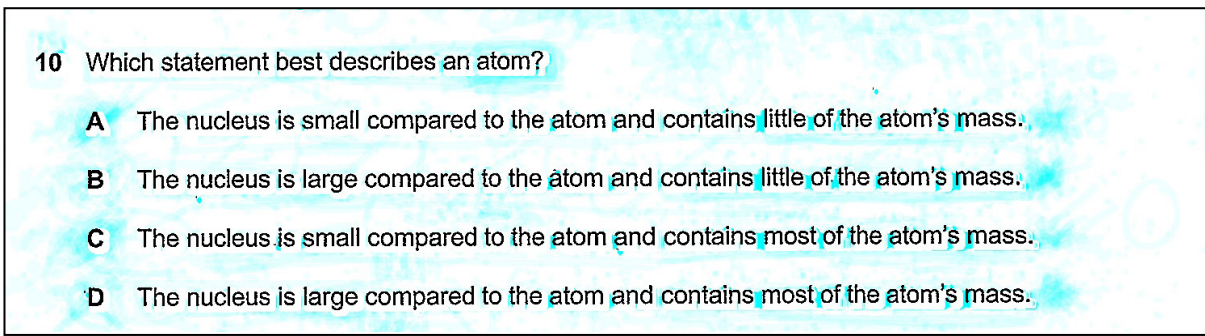 10 Which statement best describes an atom?
A The nucleus is small compared to the atom and contains little of the atom's mass.
B The nucleus is large compared to the atom and contains little of the atom's mass.
C The nucleus is small compared to the atom and contains most of the atom's mass.
D The nucleus is large compared to the atom and contains most of the atom's mass.